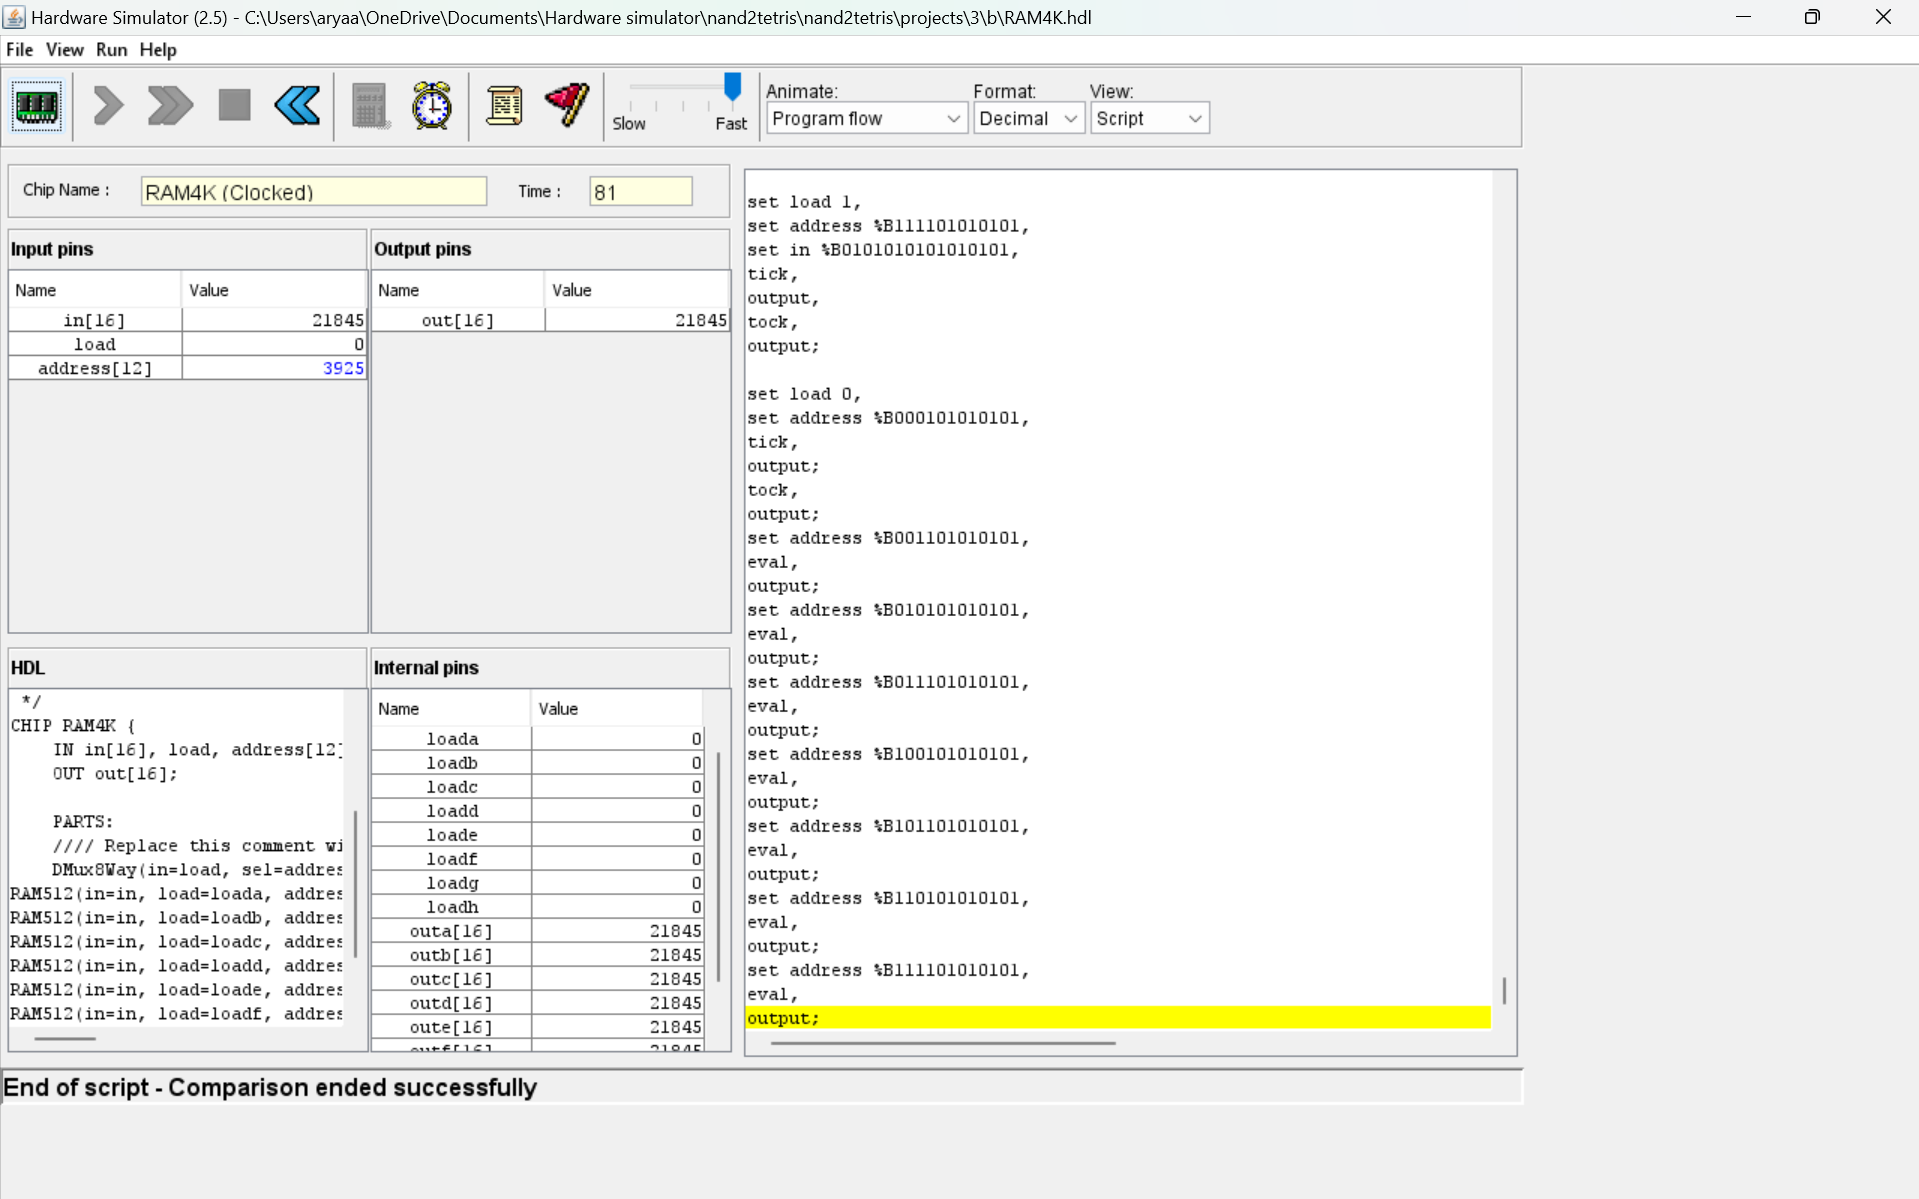 Hardware Simulator (2.5) - C:\Users\aryaa\OneDrive\Documents\Hardware simulator\nand2tetris\nand2tetris\projects\3\b\RAM4K.hdl
File View Run Help
Slow Fast
Animate: Format: View:
Program flow Decimal Script
Chip Name : RAM4K (Clocked) Time : 81
Input pins
Name Value
in[16] 21845
load 0
address[12] 3925
Output pins
Name Value
out[16] 21845
HDL
*/
CHIP RAM4K {
IN in[16], load, address[12]
OUT out[16];
PARTS:
//// Replace this comment wi
DMux8Way(in=load, sel=addres
RAM512(in=in, load=loada, addres
RAM512(in=in, load=loadb, addres
RAM512(in=in, load=loadc, addres
RAM512(in=in, load=loadd, addres
RAM512(in=in, load=loade, addres
RAM512(in=in, load=loadf, addres
Internal pins
Name Value
loada 0
loadb 0
loadc 0
loadd 0
loade 0
loadf 0
loadg 0
loadh 0
outa[16] 21845
outb[16] 21845
outc[16] 21845
outd[16] 21845
oute[16] 21845
outf[16] 21845
set load 1,
set address %B111101010101,
set in %B0101010101010101,
tick,
output,
tock,
output;
set load 0,
set address %B000101010101,
tick,
output;
tock,
output;
set address %B001101010101,
eval,
output;
set address %B010101010101,
eval,
output;
set address %B011101010101,
eval,
output;
set address %B100101010101,
eval,
output;
set address %B101101010101,
eval,
output;
set address %B110101010101,
eval,
output;
set address %B111101010101,
eval,
output;
End of script - Comparison ended successfully